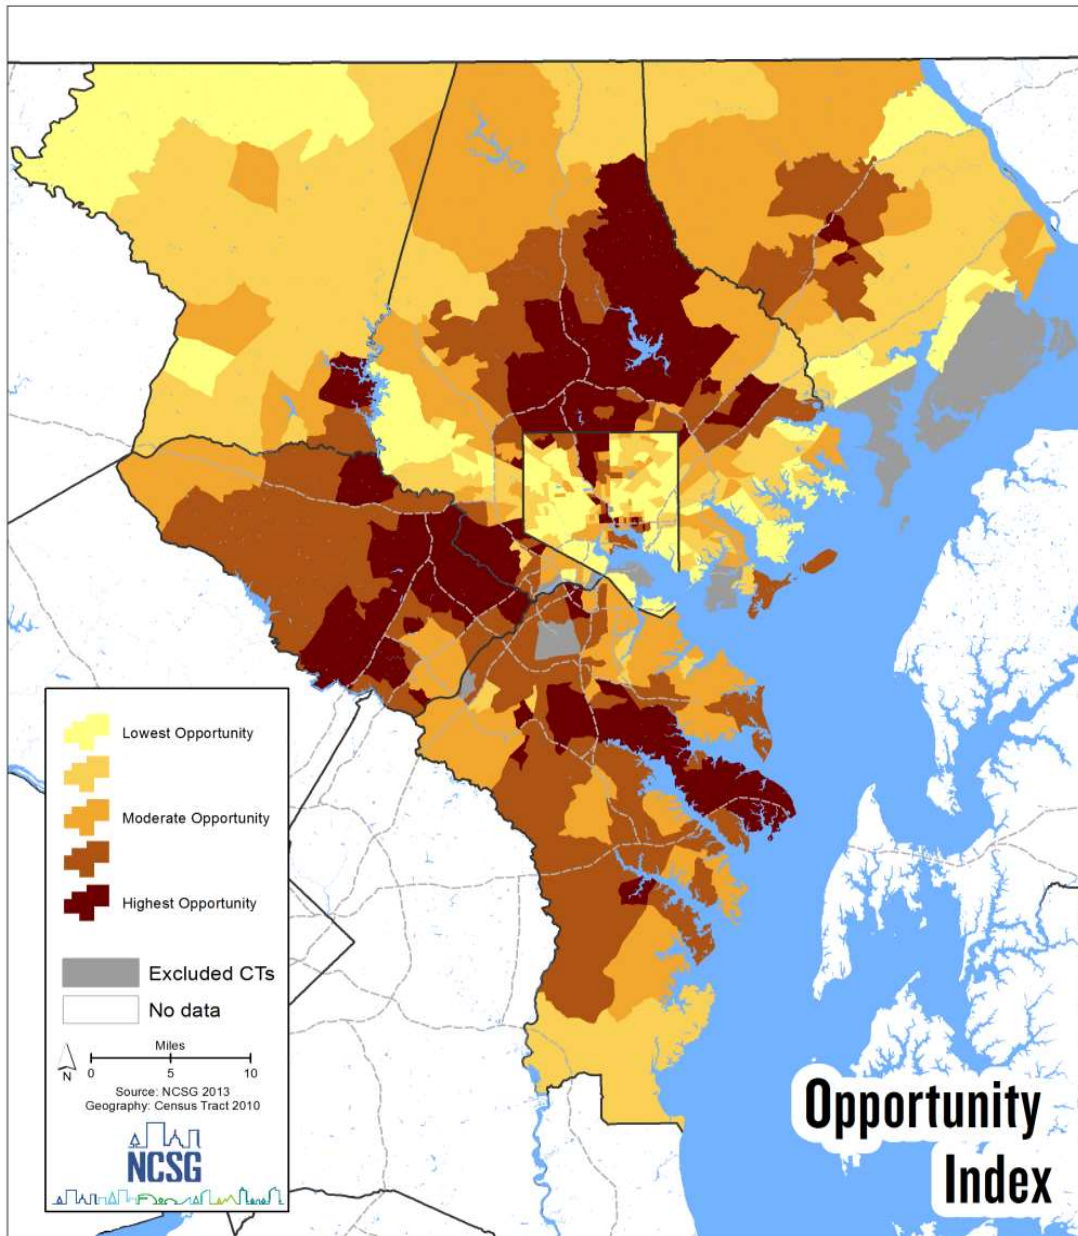 Lowest Opportunity
Moderate Opportunity
Highest Opportunity
Excluded CTs
No data
Miles
N
0 5 10
Source: NCSG 2013
Geography: Census Tract 2010
NCSG
Opportunity
Index